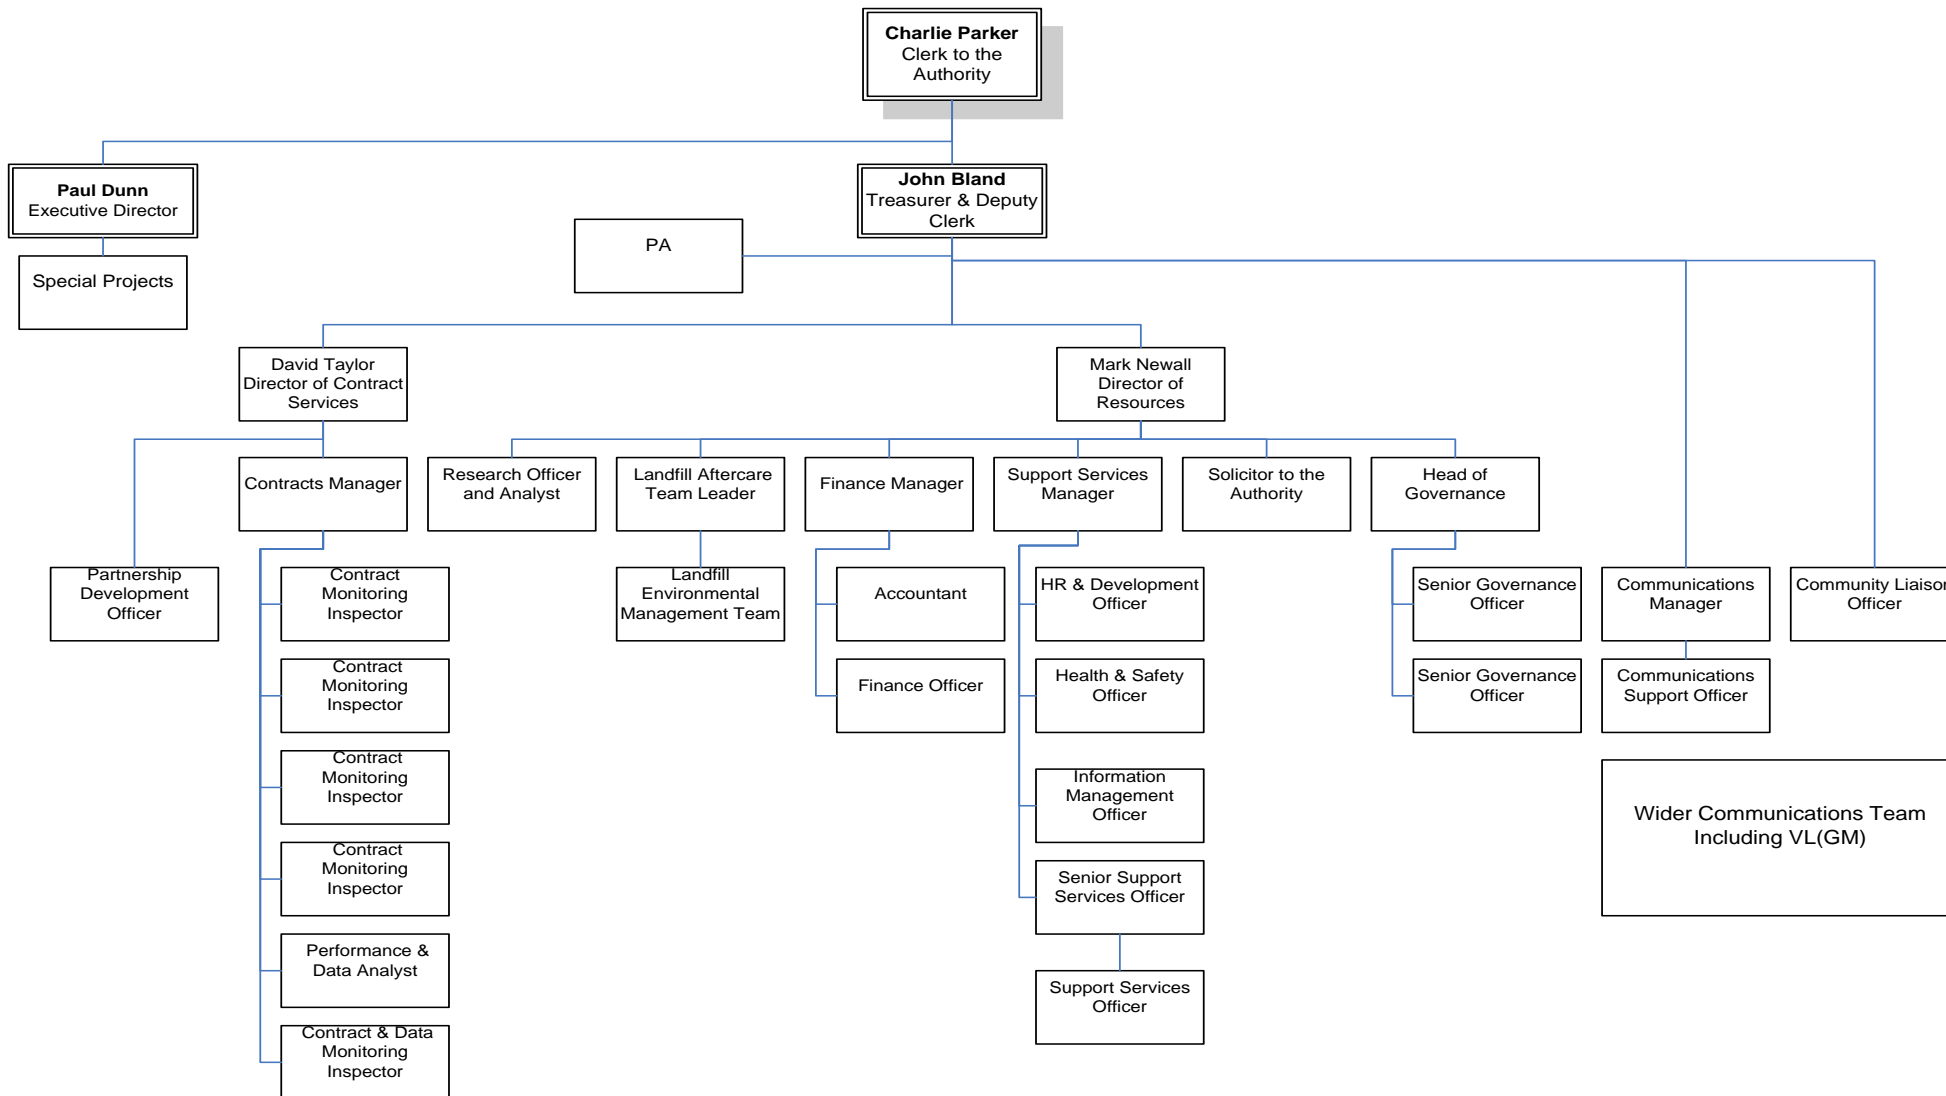 Charlie Parker
Clerk to the
Authority
Paul Dunn
Executive Director
John Bland
Treasurer & Deputy
Clerk
PA
Special Projects
David Taylor
Director of Contract
Services
Mark Newall
Director of
Resources
Contracts Manager
Research Officer
and Analyst
Landfill Aftercare
Team Leader
Finance Manager
Support Services
Manager
Solicitor to the
Authority
Head of
Governance
Partnership
Development
Officer
Contract
Monitoring
Inspector
Landfill
Environmental
Management Team
Accountant
HR & Development
Officer
Senior Governance
Officer
Communications
Manager
Community Liaison
Officer
Contract
Monitoring
Inspector
Finance Officer
Health & Safety
Officer
Senior Governance
Officer
Communications
Support Officer
Contract
Monitoring
Inspector
Information
Management
Officer
Wider Communications Team
Including VL(GM)
Contract
Monitoring
Inspector
Senior Support
Services Officer
Performance &
Data Analyst
Support Services
Officer
Contract & Data
Monitoring
Inspector